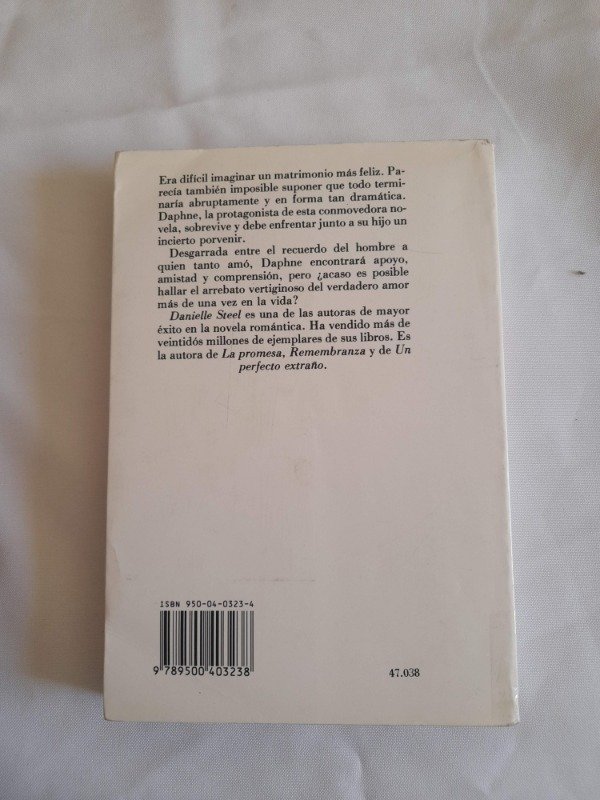 Era difícil imaginar un matrimonio más feliz. Pa-
recía también imposible suponer que todo termi-
naría abruptamente y en forma tan dramática.
Daphne, la protagonista de esta conmovedora no-
vela, sobrevive y debe enfrentar junto a su hijo un
incierto porvenir.
Desgarrada entre el recuerdo del hombre a
quien tanto amó, Daphne encontrará apoyo,
amistad y comprensión, pero ¿acaso es posible
hallar el arrebato vertiginoso del verdadero amor
más de una vez en la vida?
Danielle Steel es una de las autoras de mayor
éxito en la novela romántica. Ha vendido más de
veintidós millones de ejemplares de sus libros. Es
la autora de La promesa, Remembranza y de Un
perfecto extraño.
ISBN 950-04-0323-4
9 789500 403238
47.038